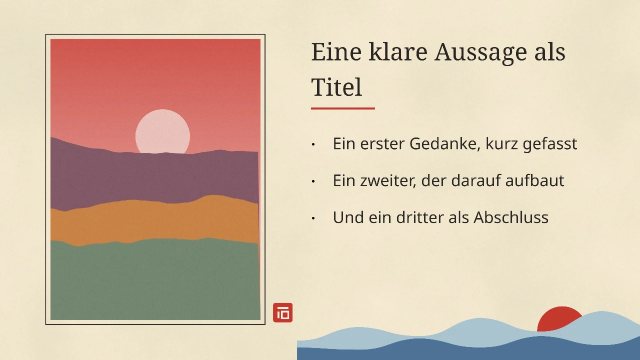 Eine klare Aussage als
Titel
· Ein erster Gedanke, kurz gefasst
· Ein zweiter, der darauf aufbaut
· Und ein dritter als Abschluss